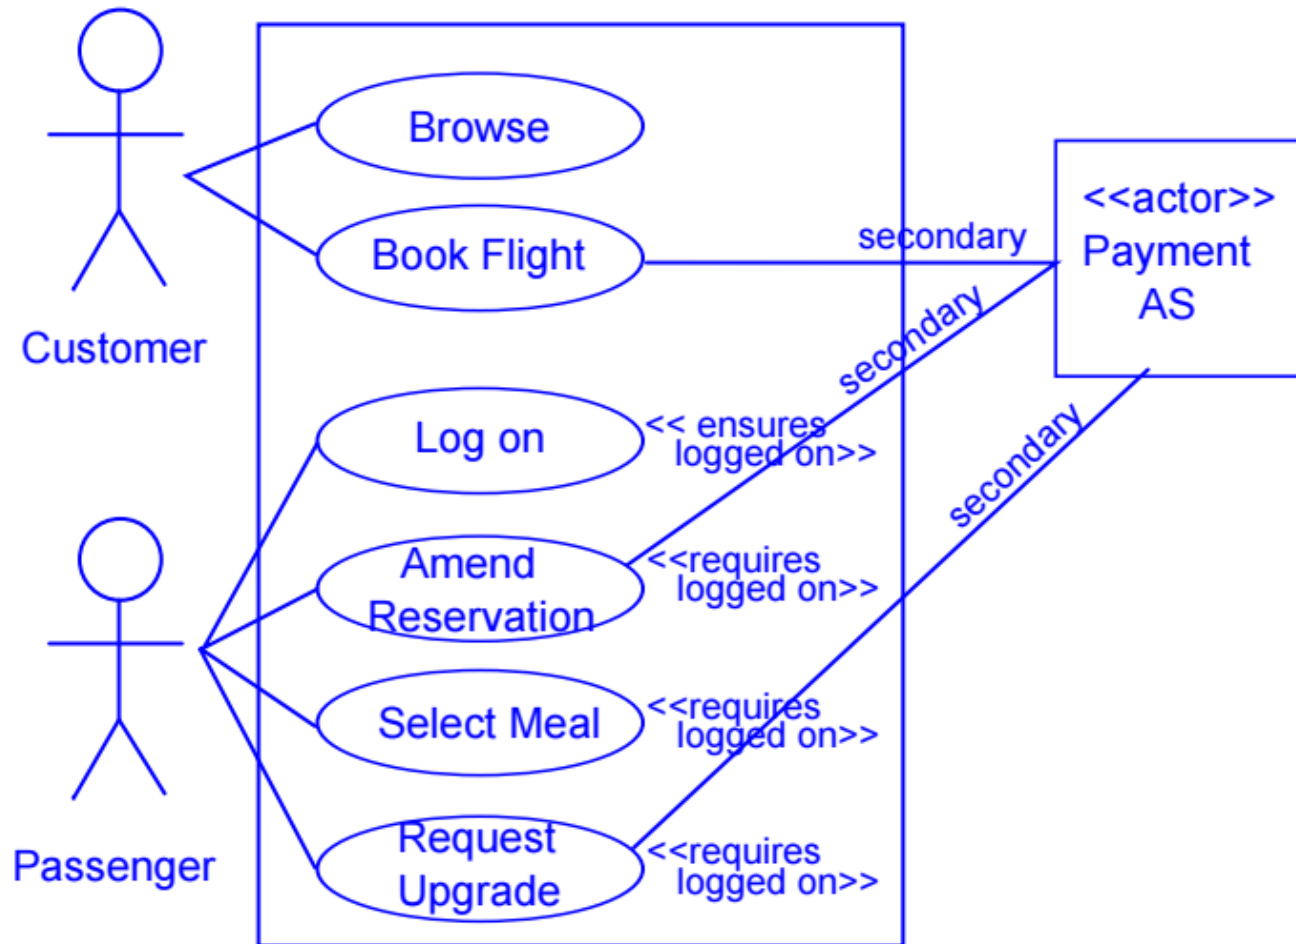 Browse
<<actor>>
secondary
Payment
Book Flight
AS
secondary
Customer
<< ensures
Log on
logged on>>
secondary
Amend
<<requires
logged on>>
Reservation
<<requires
Select Meal
logged on>>
Request
<<requires
Passenger
logged on>>
Upgrade